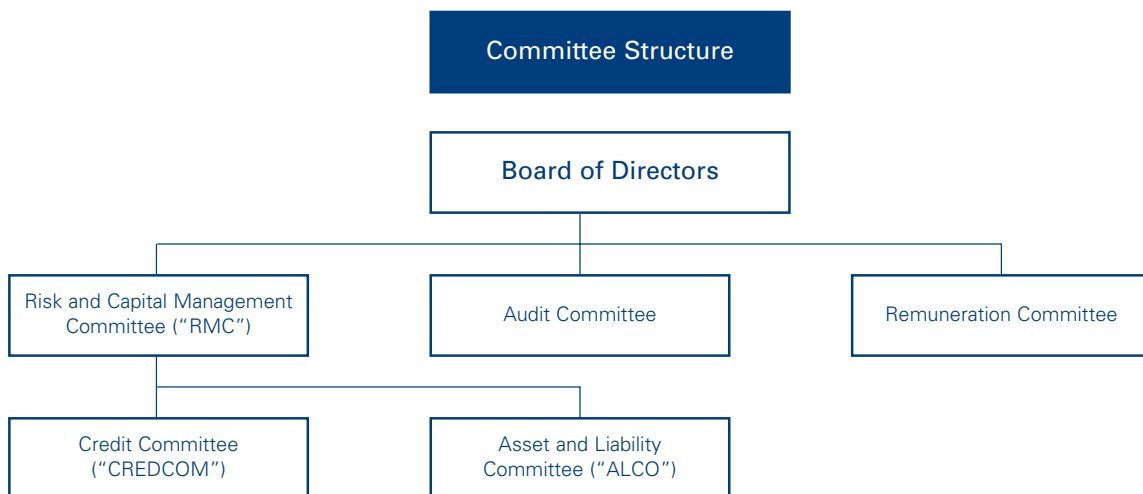 Committee Structure
Board of Directors
Risk and Capital Management
Committee (“RMC”)
Audit Committee
Remuneration Committee
Credit Committee
(“CREDCOM”)
Asset and Liability
Committee (“ALCO”)